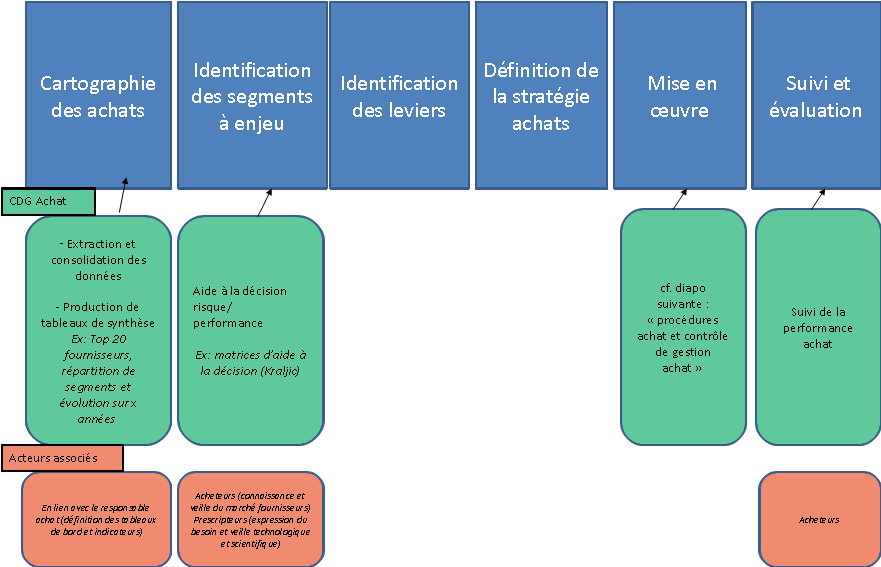 Cartographie
des achats
Identification
des segments
à enjeu
Identification
des leviers
Définition de
la stratégie
achats
Mise en
œuvre
Suivi et
évaluation
CDG Achat
- Extraction et
consolidation des
données
- Production de
tableaux de synthèse
Ex: Top 20
fournisseurs,
répartition de
segments et
évolution sur x
années
Aide à la décision
risque/
performance
Ex: matrices d'aide à
la décision (Kraljic)
cf. diapo
suivante :
« procédures
achat et contrôle
de gestion
achat »
Suivi de la
performance
achat
Acteurs associés
En lien avec le responsable
achat (définition des tableaux
de bord et indicateurs)
Acheteurs (connaissance et
veille du marché fournisseurs)
Prescripteurs (expression du
besoin et veille technologique
et scientifique)
Acheteurs